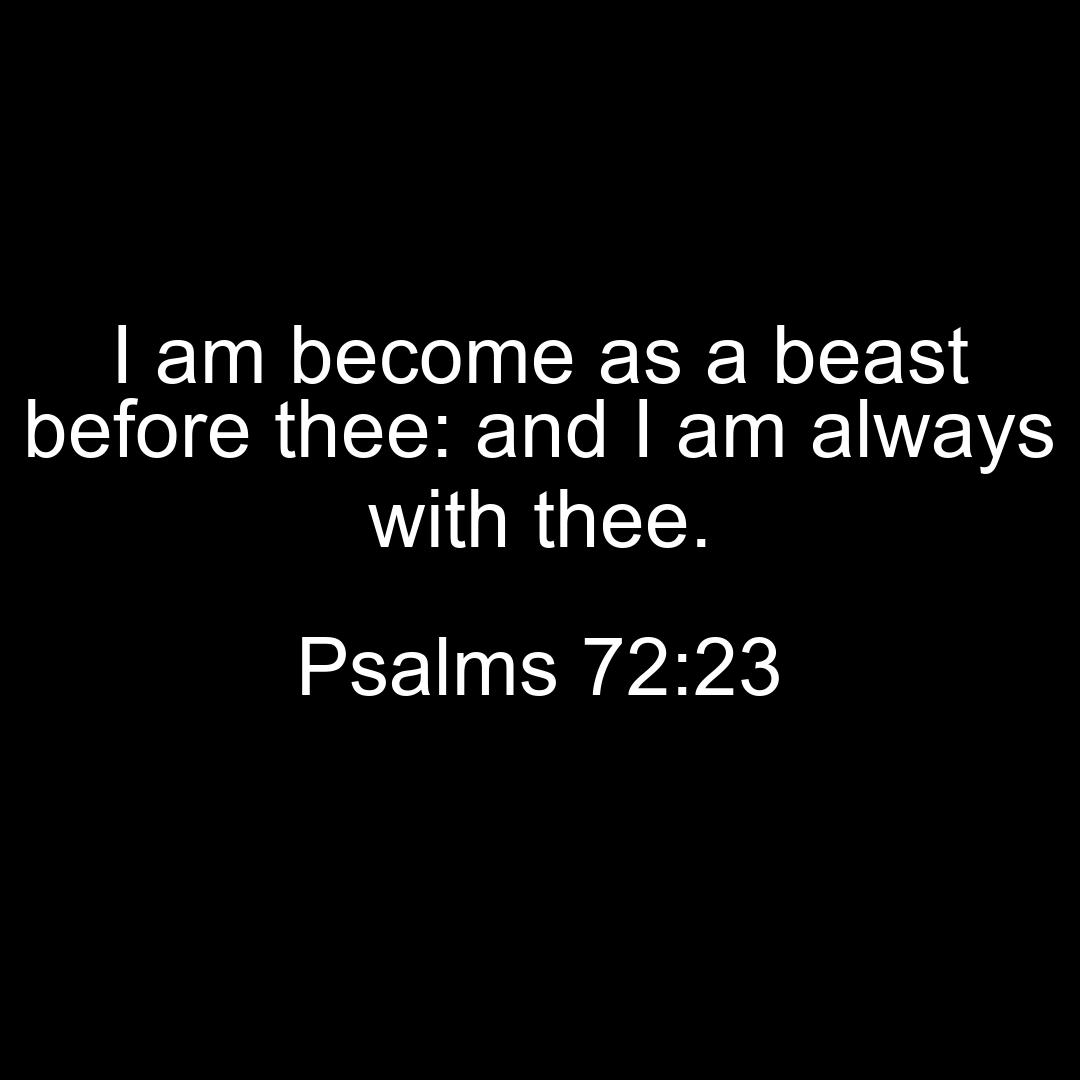 I am become as a beast
before thee: and I am always
with thee.
Psalms 72:23